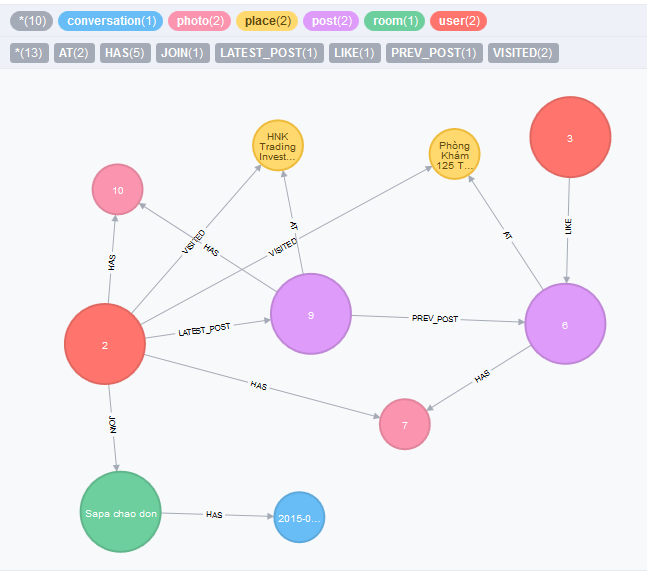 *(10) conversation(1) photo(2) place(2) post(2) room(1) user(2)
*(13) AT(2) HAS(5) JOIN(1) LATEST_POST(1) LIKE(1) PREV_POST(1) VISITED(2)
HNK
Trading
Invest...
Phòng
Khám
125 T...
3
10
VISITED
HAS
AT
VISITED
AT
LIKE
HAS
2
LATEST_POST
9
PREV_POST
6
HAS
HAS
7
JOIN
Sapa chao don
HAS
2015-0...